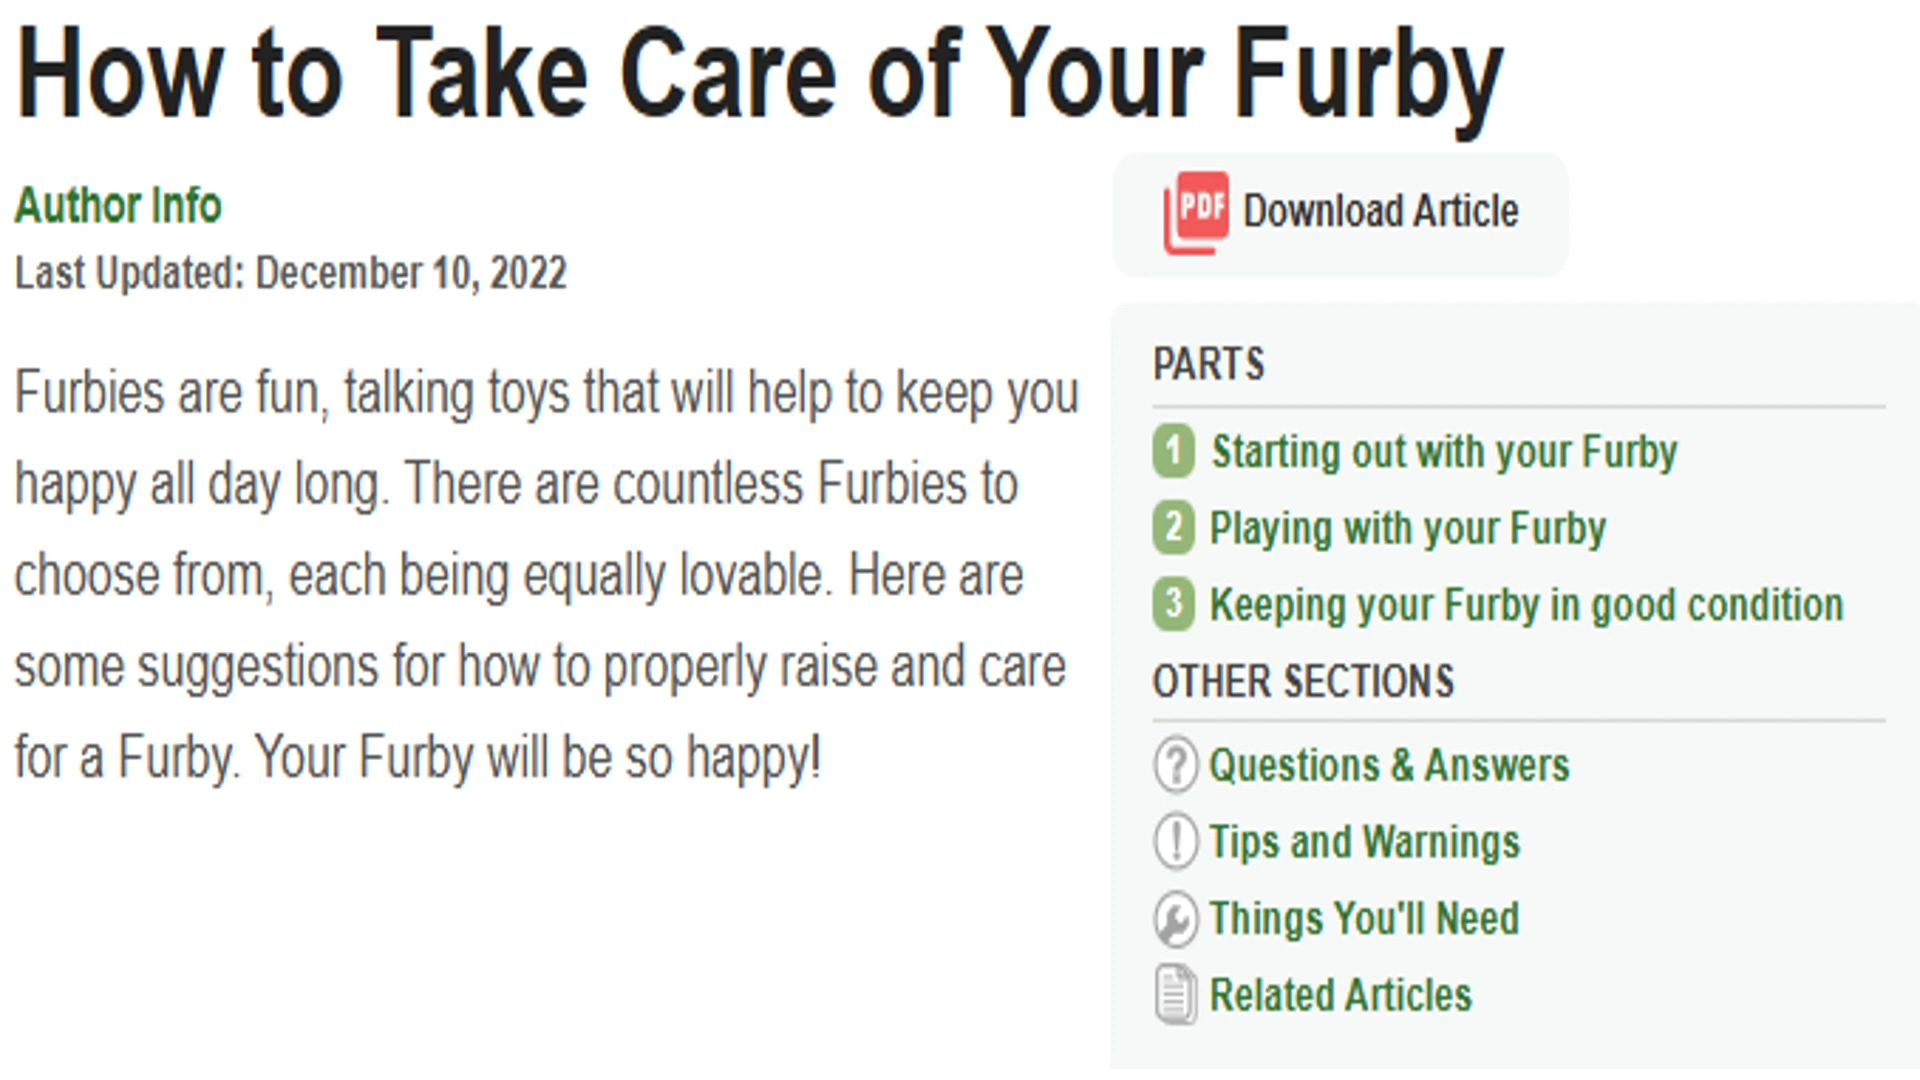 How to Take Care of Your Furby
Author Info
Last Updated: December 10, 2022
Furbies are fun, talking toys that will help to keep you
happy all day long. There are countless Furbies to
choose from, each being equally lovable. Here are
some suggestions for how to properly raise and care
for a Furby. Your Furby will be so happy!
PDF Download Article
PARTS
1 Starting out with your Furby
2 Playing with your Furby
3 Keeping your Furby in good condition
OTHER SECTIONS
? Questions & Answers
! Tips and Warnings
Things You'll Need
Related Articles